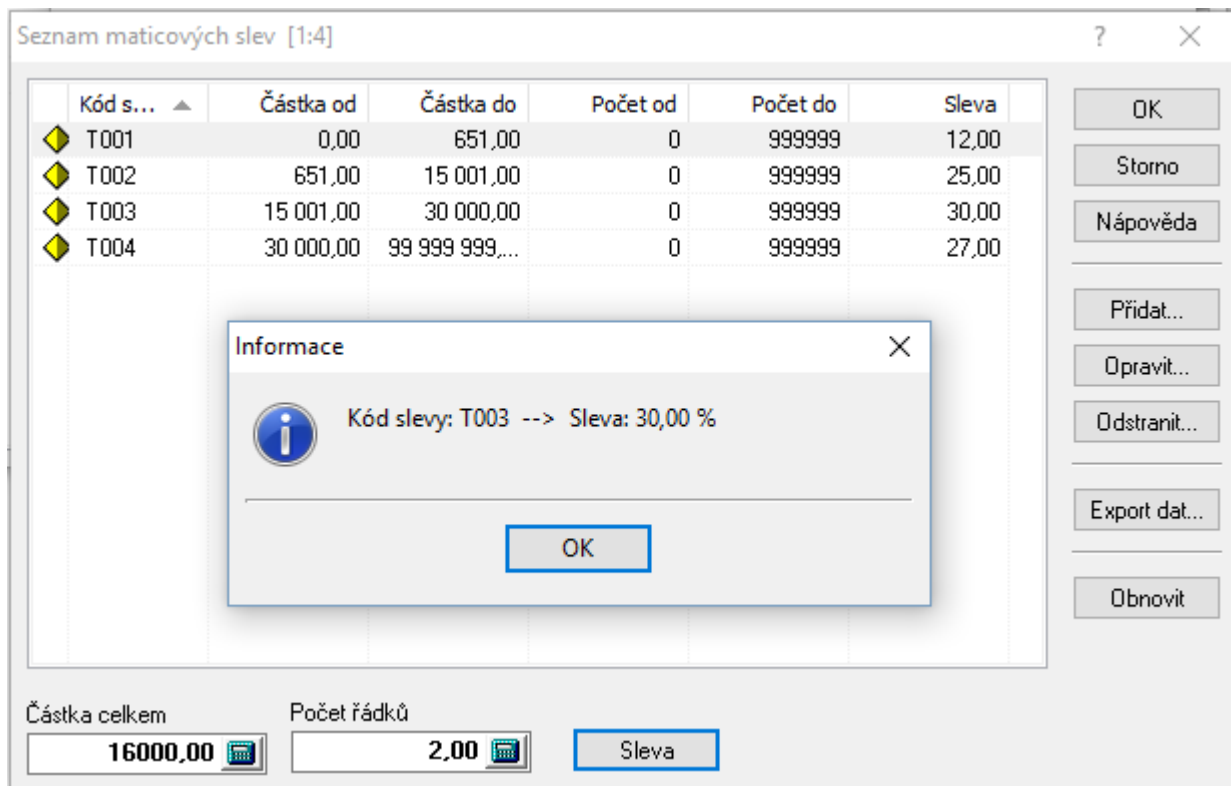 Seznam maticových slev [1:4]
?
Kód s... Částka od Částka do Počet od Počet do Sleva
T001 0,00 651,00 0 999999 12,00
T002 651,00 15 001,00 0 999999 25,00
T003 15 001,00 30 000,00 0 999999 30,00
T004 30 000,00 99 999 999,... 0 999999 27,00
OK
Storno
Nápověda
Přidat...
Opravit...
Odstranit...
Export dat...
Obnovit
Informace
Kód slevy: T003 --> Sleva: 30,00 %
OK
Částka celkem Počet řádků
16000,00 2,00 Sleva